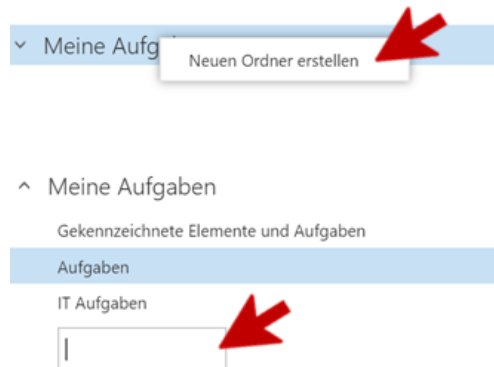 Meine Aufg
Neuen Ordner erstellen
Meine Aufgaben
Gekennzeichnete Elemente und Aufgaben
Aufgaben
IT Aufgaben